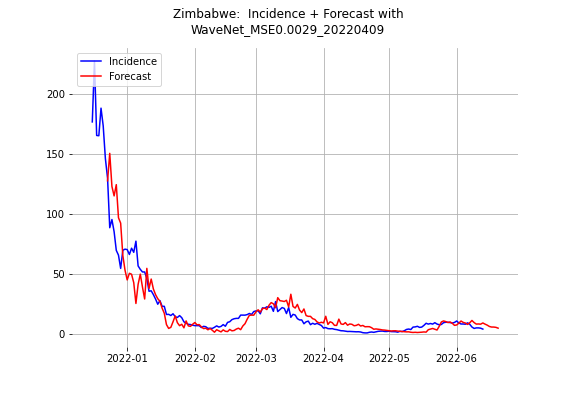 Zimbabwe:  Incidence + Forecast with
WaveNet_MSE0.0029_20220409
Incidence
Forecast
200
150
100
50
0
2022-01
2022-02
2022-03
2022-04
2022-05
2022-06